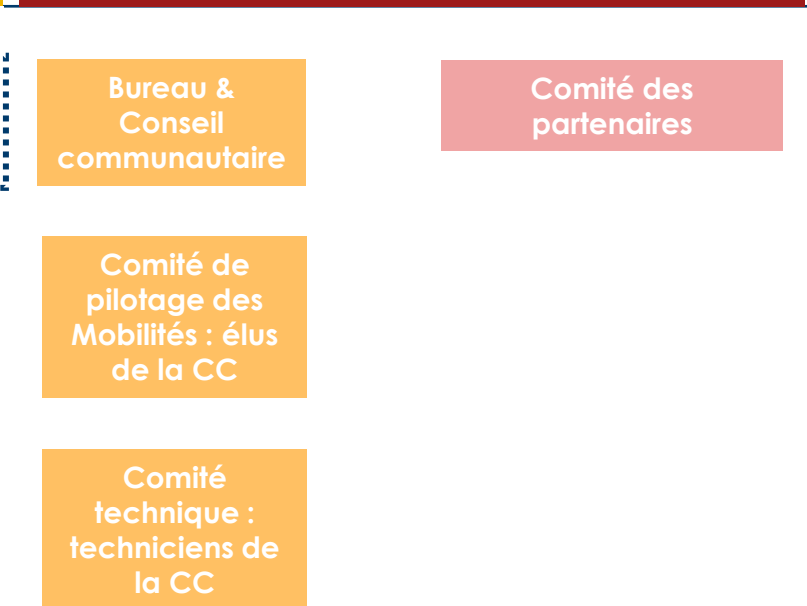 Bureau &
Conseil
communautaire
Comité des
partenaires
Comité de
pilotage des
Mobilités : élus
de la CC
Comité
technique :
techniciens de
la CC